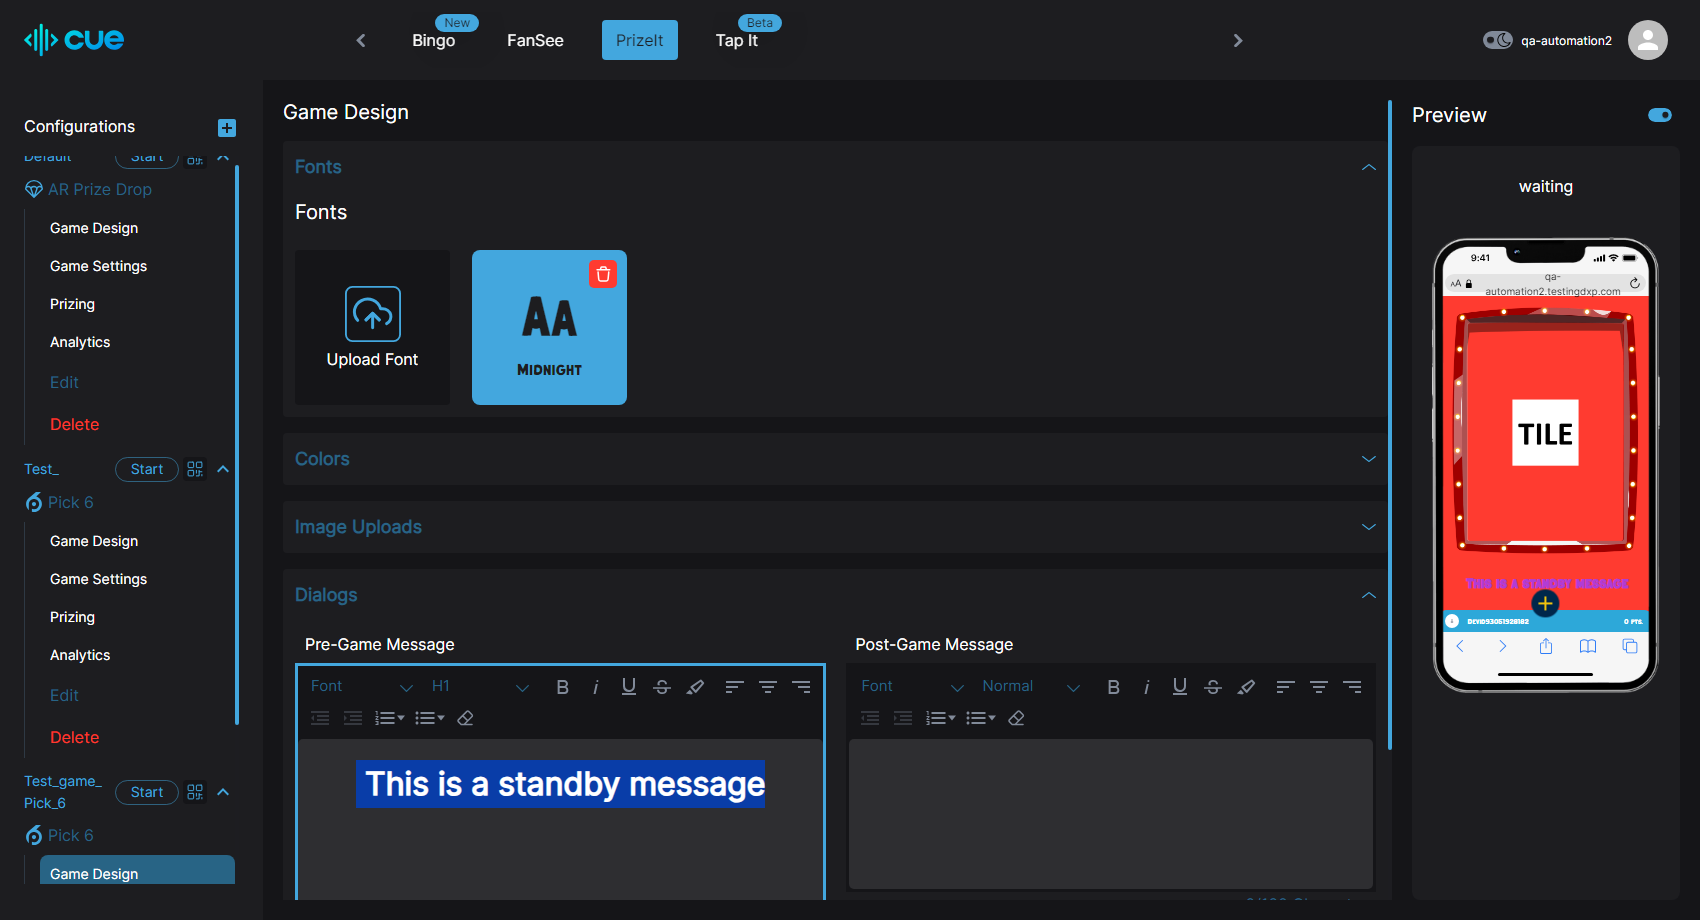 cue
New
Bingo
FanSee
PrizeIt
Beta
Tap It
qa-automation2
Configurations
Default
Start
AR Prize Drop
Game Design
Game Settings
Prizing
Analytics
Edit
Delete
Test_
Start
Pick 6
Game Design
Game Settings
Prizing
Analytics
Edit
Delete
Test_game_
Pick_6
Start
Pick 6
Game Design
Game Design
Fonts
Fonts
Upload Font
AA
MIDNIGHT
Colors
Image Uploads
Dialogs
Pre-Game Message
Font
H1
B
i
U
S
This is a standby message
Post-Game Message
Font
Normal
B
i
U
S
Preview
waiting
9:41
AA
qa-
automation2.testingdxp.com
TILE
THIS IS A STANDBY MESSAGE
0 PTS.